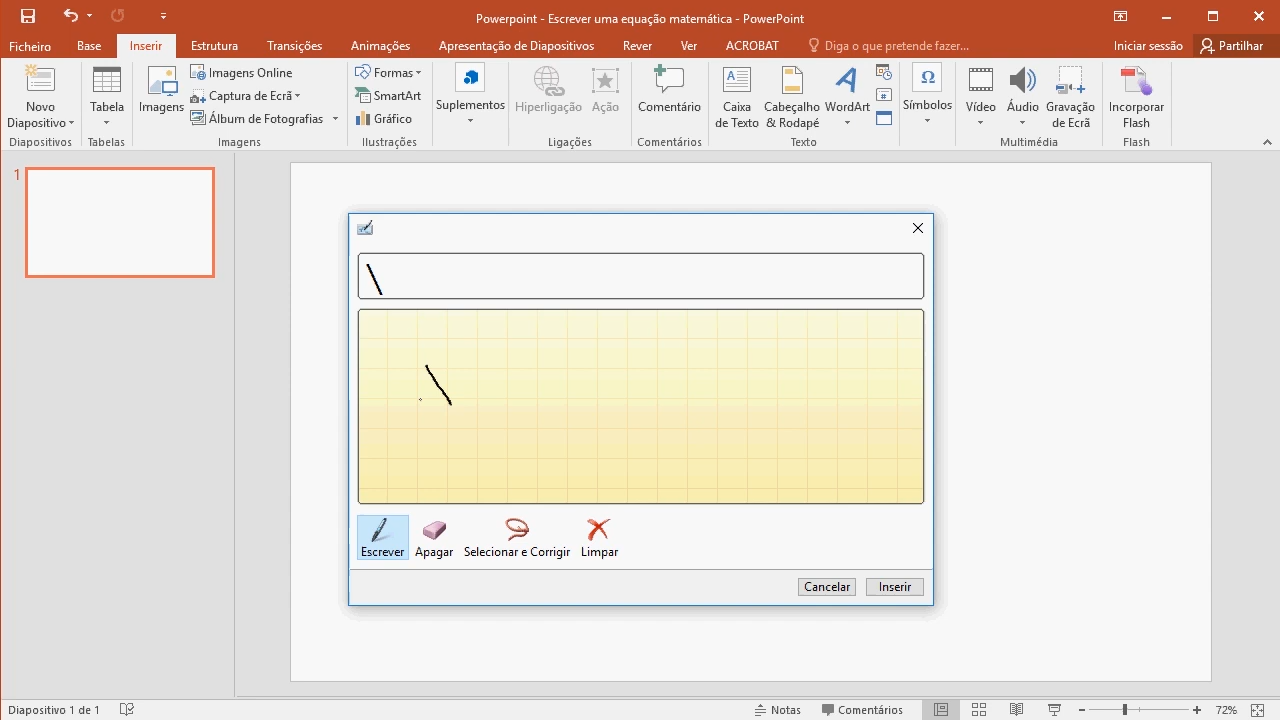 Powerpoint - Escrever uma equação matemática - PowerPoint
Ficheiro Base Inserir Estrutura Transições Animações Apresentação de Diapositivos Rever Ver ACROBAT Diga o que pretende fazer... Iniciar sessão Partilhar
Novo Diapositivo
Diapositivos
Tabela
Tabelas
Imagens
Imagens Online
Captura de Ecrã
Álbum de Fotografias
Imagens
Formas
SmartArt
Gráfico
Ilustrações
Suplementos
Hiperligação
Ação
Ligações
Comentário
Comentários
Caixa de Texto
Cabeçalho & Rodapé
WordArt
Texto
Símbolos
Vídeo
Áudio
Gravação de Ecrã
Multimédia
Incorporar Flash
Flash
1
\
Escrever Apagar Selecionar e Corrigir Limpar
Cancelar Inserir
Diapositivo 1 de 1 Notas Comentários 72%